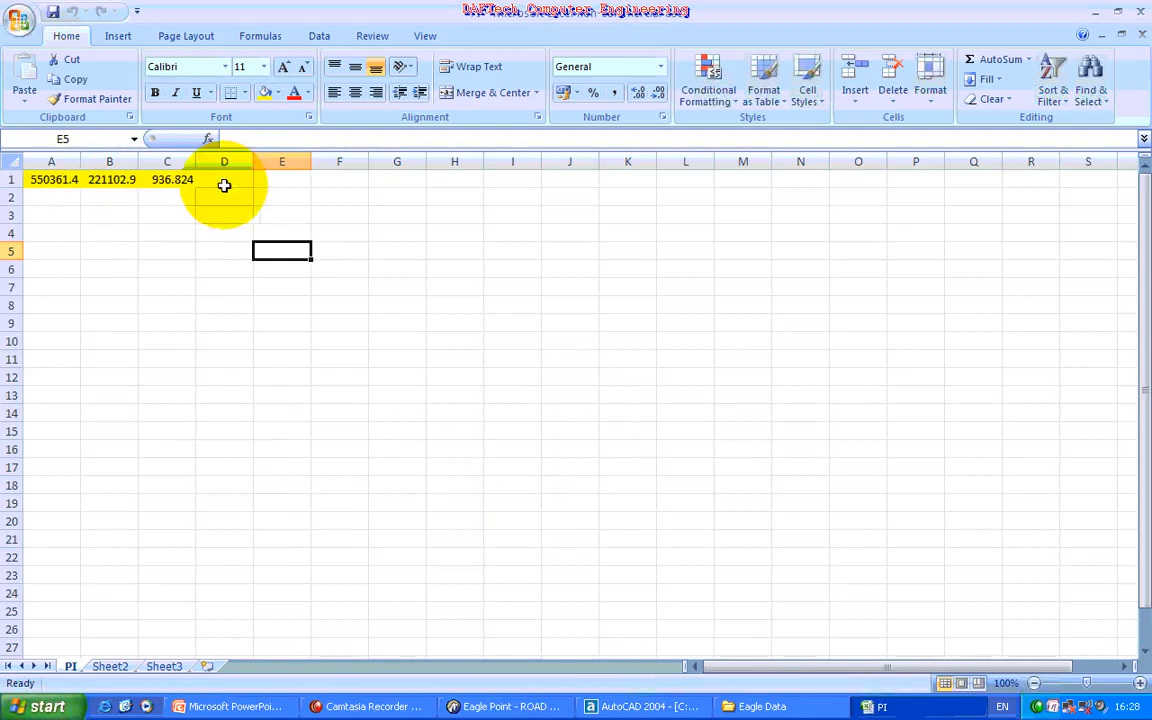 DAFTech Computer Engineering
Home Insert Page Layout Formulas Data Review View
Paste
Cut
Copy
Format Painter
Clipboard
Calibri 11
Font
Wrap Text
Merge & Center
Alignment
General
Number
Conditional Formatting
Format as Table
Cell Styles
Styles
Insert
Delete
Format
Cells
AutoSum
Fill
Clear
Sort & Filter
Find & Select
Editing
E5 fx
A B C D E F G H I J K L M N O P Q R S
1 550361.4 221102.9 936.824
2
3
4
5
6
7
8
9
10
11
12
13
14
15
16
17
18
19
20
21
22
23
24
25
26
27
PI Sheet2 Sheet3
Ready 100%
start Microsoft PowerPoi... Camtasia Recorder ... Eagle Point - ROAD ... AutoCAD 2004 - [C:... Eagle Data PI EN 16:28